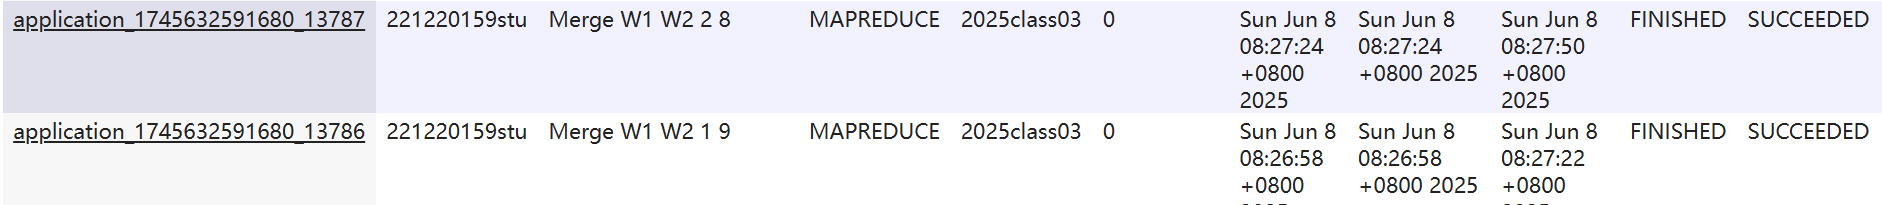 application_1745632591680_13787 221220159stu Merge W1 W2 2 8 MAPREDUCE 2025class03 0 Sun Jun 8 Sun Jun 8 Sun Jun 8 FINISHED SUCCEEDED
08:27:24 08:27:24 08:27:50
+0800 +0800 2025 +0800
2025 2025
application_1745632591680_13786 221220159stu Merge W1 W2 1 9 MAPREDUCE 2025class03 0 Sun Jun 8 Sun Jun 8 Sun Jun 8 FINISHED SUCCEEDED
08:26:58 08:26:58 08:27:22
+0800 +0800 2025 +0800